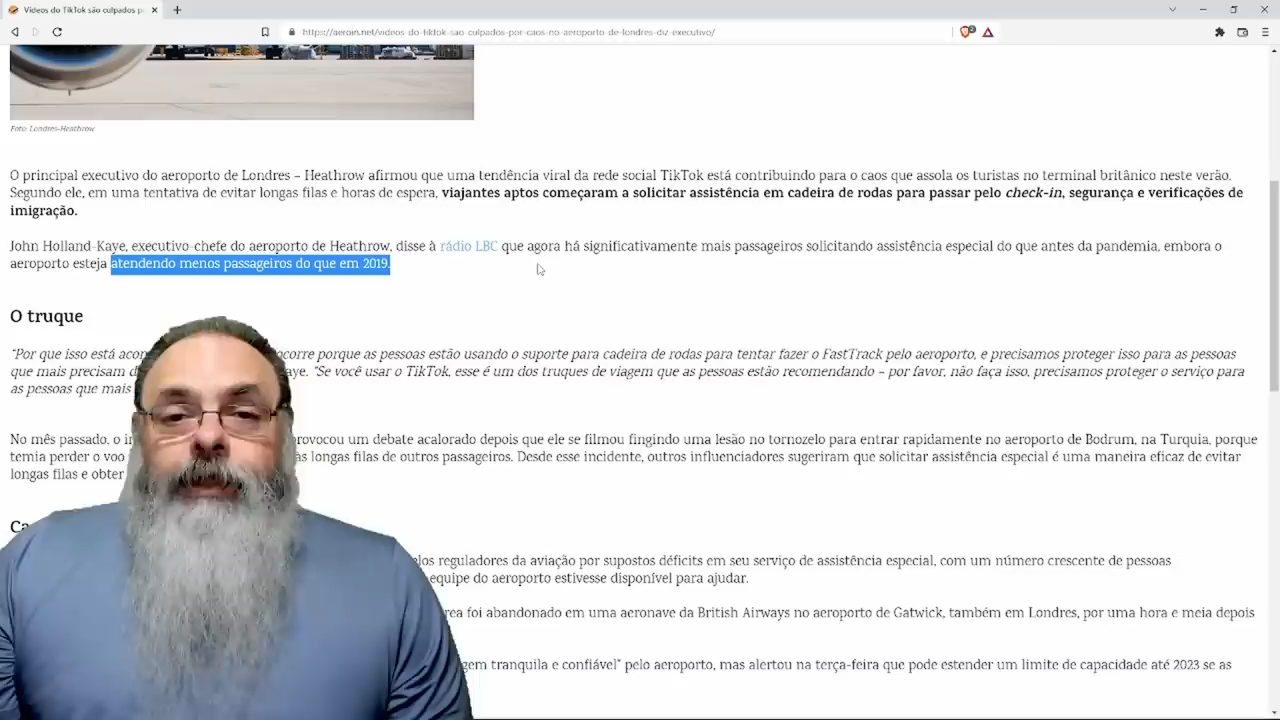 Vídeos do TikTok são culpados p
https://aeroin.net/videos-do-tiktok-sao-culpados-por-caos-no-aeroporto-de-londres-diz-executivo/
Foto: Londres-Heathrow
O principal executivo do aeroporto de Londres – Heathrow afirmou que uma tendência viral da rede social TikTok está contribuindo para o caos que assola os turistas no terminal britânico neste verão.
Segundo ele, em uma tentativa de evitar longas filas e horas de espera, viajantes aptos começaram a solicitar assistência em cadeira de rodas para passar pelo check-in, segurança e verificações de
imigração.
John Holland-Kaye, executivo-chefe do aeroporto de Heathrow, disse à rádio LBC que agora há significativamente mais passageiros solicitando assistência especial do que antes da pandemia, embora o
aeroporto esteja atendendo menos passageiros do que em 2019.
O truque
"Por que isso está acon ocorre porque as pessoas estão usando o suporte para cadeira de rodas para tentar fazer o FastTrack pelo aeroporto, e precisamos proteger isso para as pessoas
que mais precisam d aye. "Se você usar o TikTok, esse é um dos truques de viagem que as pessoas estão recomendando – por favor, não faça isso, precisamos proteger o serviço para
as pessoas que mais
No mês passado, o i provocou um debate acalorado depois que ele se filmou fingindo uma lesão no tornozelo para entrar rapidamente no aeroporto de Bodrum, na Turquia, porque
temia perder o voo às longas filas de outros passageiros. Desde esse incidente, outros influenciadores sugeriram que solicitar assistência especial é uma maneira eficaz de evitar
longas filas e obter
Ca
elos reguladores da aviação por supostos déficits em seu serviço de assistência especial, com um número crescente de pessoas
equipe do aeroporto estivesse disponível para ajudar.
rea foi abandonado em uma aeronave da British Airways no aeroporto de Gatwick, também em Londres, por uma hora e meia depois
gem tranquila e confiável" pelo aeroporto, mas alertou na terça-feira que pode estender um limite de capacidade até 2023 se as